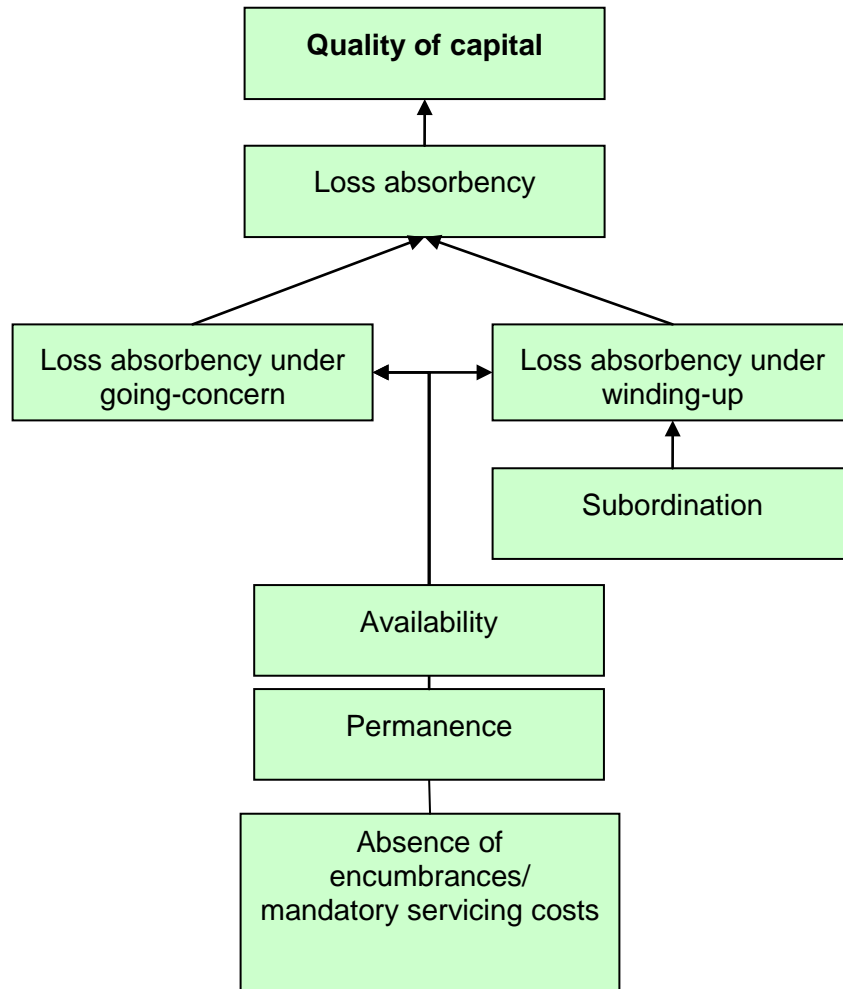 Quality of capital
Loss absorbency
Loss absorbency under
going-concern
Loss absorbency under
winding-up
Subordination
Availability
Permanence
Absence of
encumbrances/
mandatory servicing costs